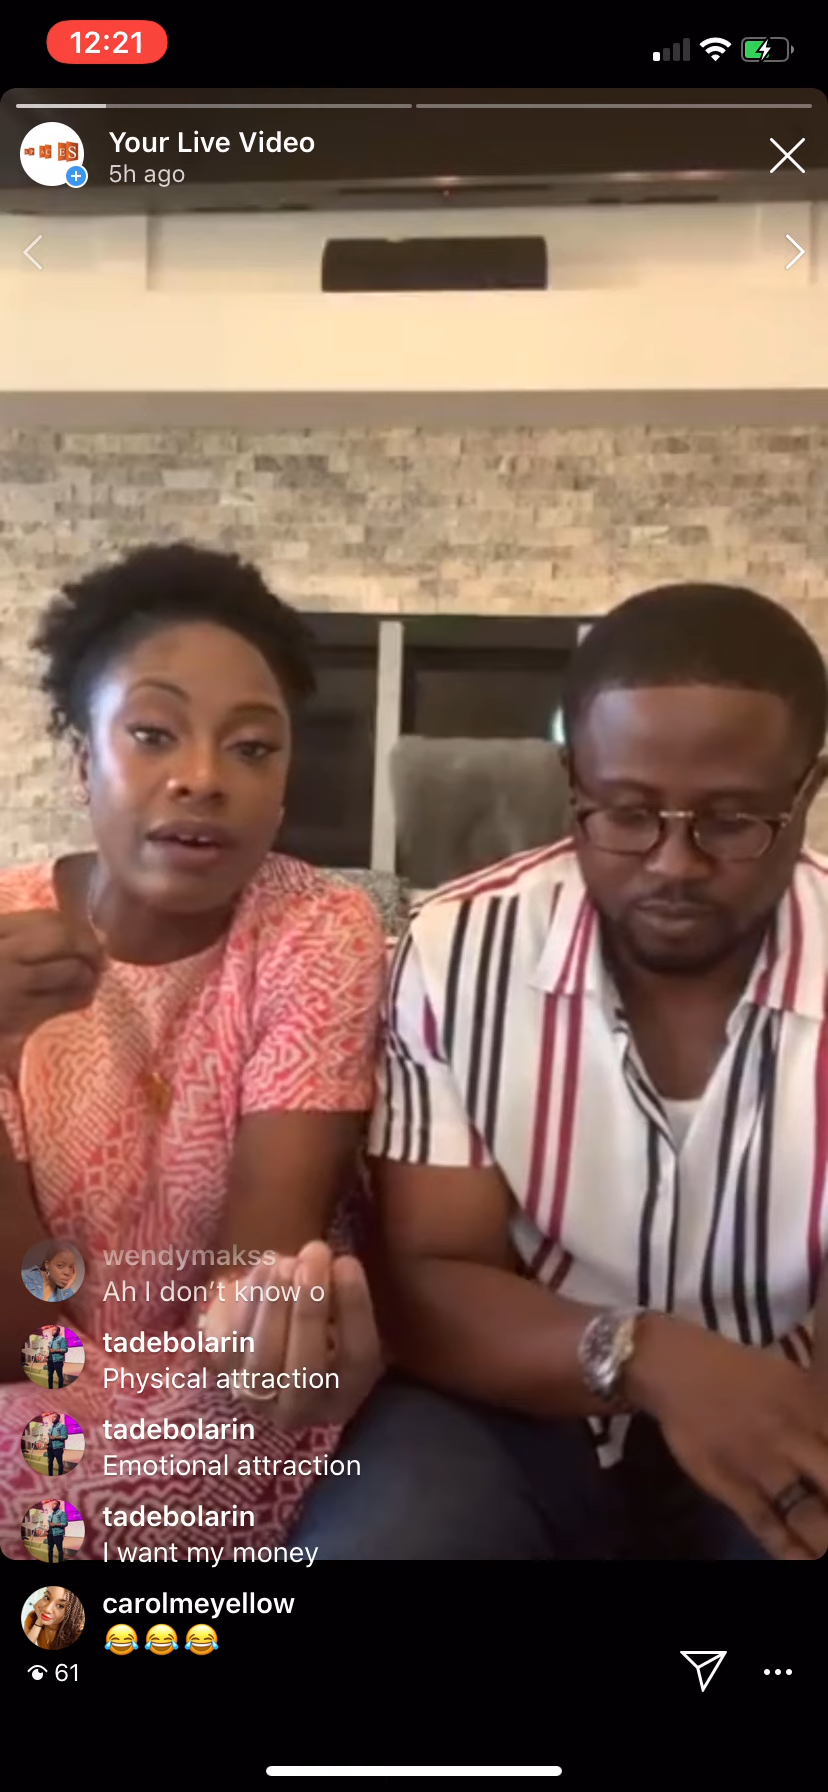 12:21
Your Live Video
5h ago
wendymakss
Ah I don't know o
tadebolarin
Physical attraction
tadebolarin
Emotional attraction
tadebolarin
I want my money
carolmeyellow
😂😂😂
61